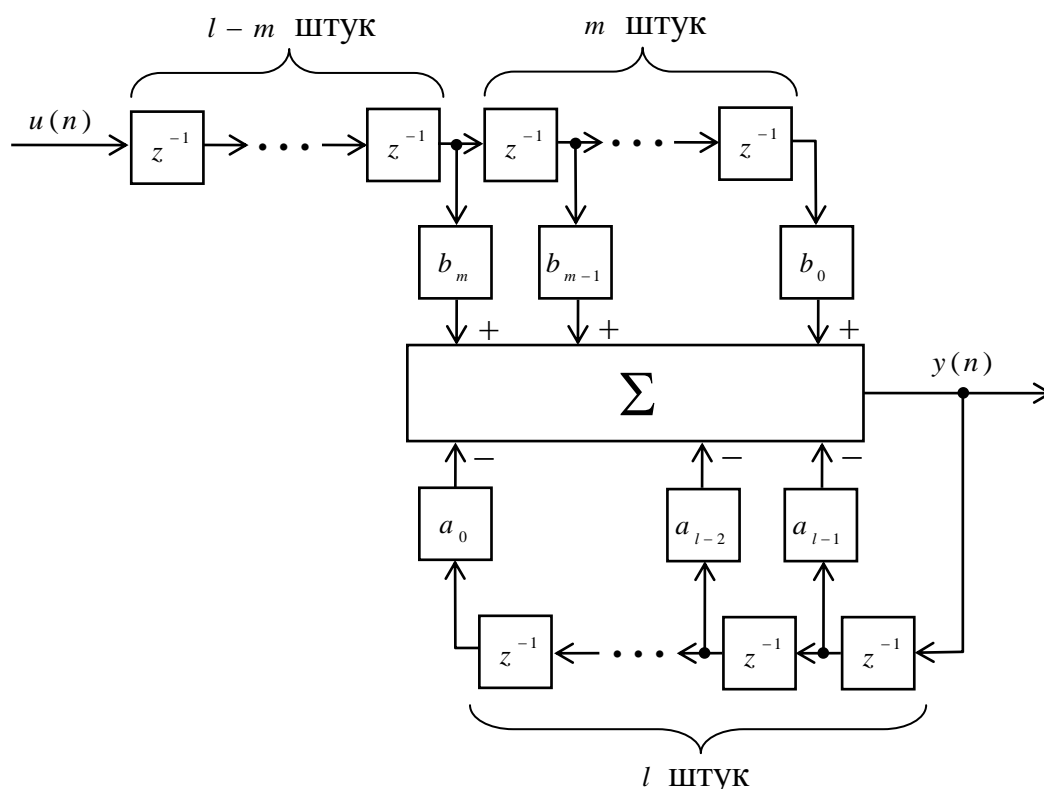 l − m штук
m штук
u(n)
z⁻¹
z⁻¹
z⁻¹
z⁻¹
b_m
b_{m−1}
b_0
+
+
+
Σ
y(n)
−
−
−
a_0
a_{l−2}
a_{l−1}
z⁻¹
z⁻¹
z⁻¹
l штук